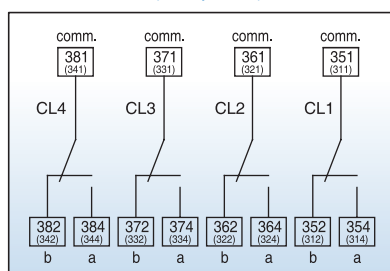 comm. comm. comm. comm.
381 371 361 351
(341) (331) (321) (311)
CL4 CL3 CL2 CL1
382 384 372 374 362 364 352 354
(342) (344) (332) (334) (322) (324) (312) (314)
b a b a b a b a